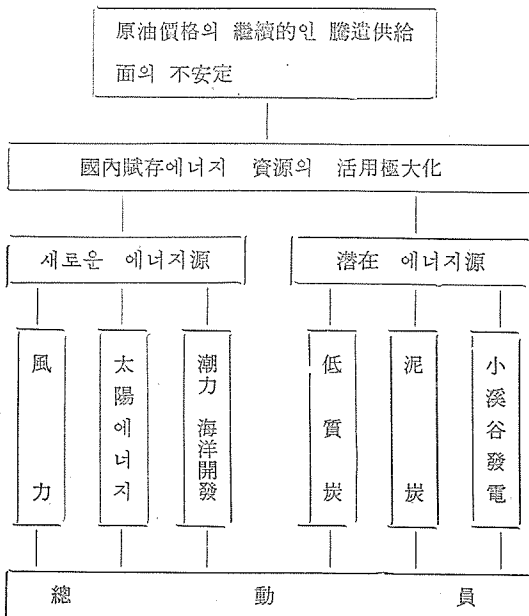 原油價格의 繼續的인 騰造供給
面의 不安定
國內賦存에너지 資源의 活用極大化
새로운 에너지源
潛在 에너지源
風力
太陽에너지
潮力 海洋開發
低質炭
泥炭
小溪谷發電
總動員